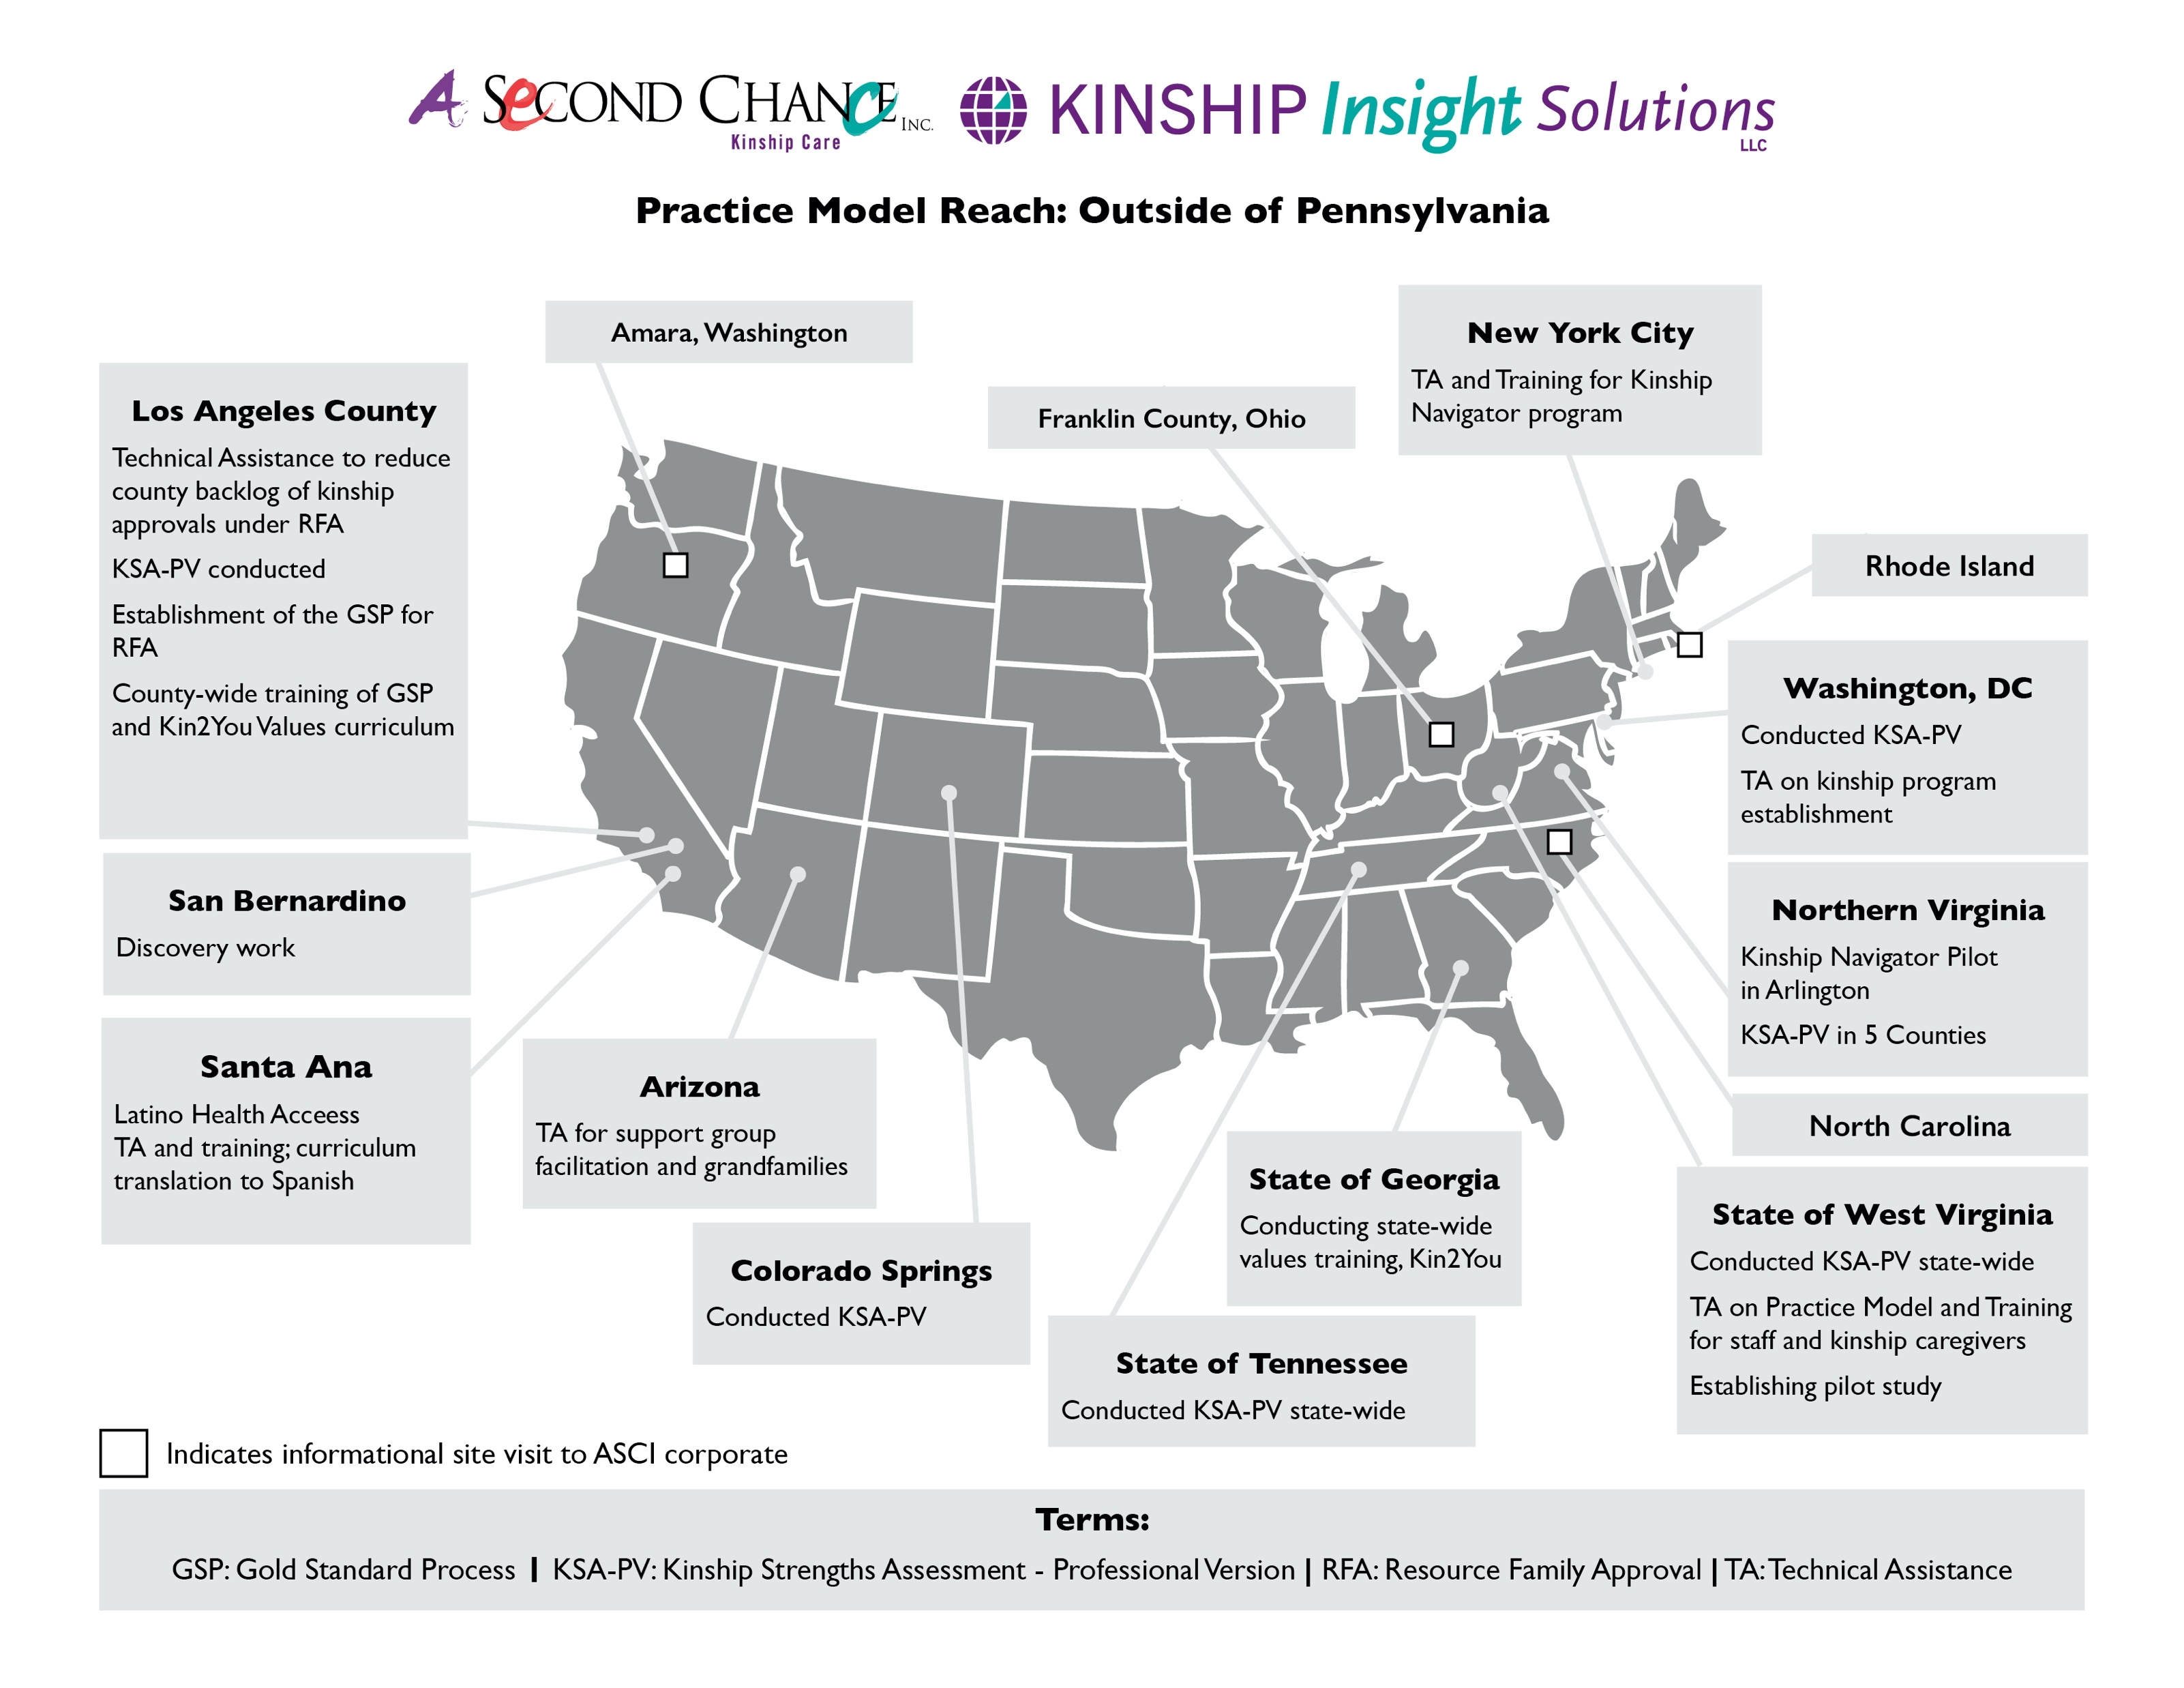 A SeCOND CHANCE INC.
Kinship Care
KINSHIP Insight Solutions
LLC
Practice Model Reach: Outside of Pennsylvania
Amara, Washington
New York City
TA and Training for Kinship
Navigator program
Franklin County, Ohio
Los Angeles County
Technical Assistance to reduce
county backlog of kinship
approvals under RFA
KSA-PV conducted
Establishment of the GSP for
RFA
County-wide training of GSP
and Kin2You Values curriculum
Rhode Island
Washington, DC
Conducted KSA-PV
TA on kinship program
establishment
San Bernardino
Discovery work
Northern Virginia
Kinship Navigator Pilot
in Arlington
KSA-PV in 5 Counties
Santa Ana
Latino Health Acceess
TA and training; curriculum
translation to Spanish
Arizona
TA for support group
facilitation and grandfamilies
North Carolina
State of Georgia
Conducting state-wide
values training, Kin2You
State of West Virginia
Conducted KSA-PV state-wide
TA on Practice Model and Training
for staff and kinship caregivers
Establishing pilot study
Colorado Springs
Conducted KSA-PV
State of Tennessee
Conducted KSA-PV state-wide
Indicates informational site visit to ASCI corporate
Terms:
GSP: Gold Standard Process | KSA-PV: Kinship Strengths Assessment - Professional Version | RFA: Resource Family Approval | TA: Technical Assistance